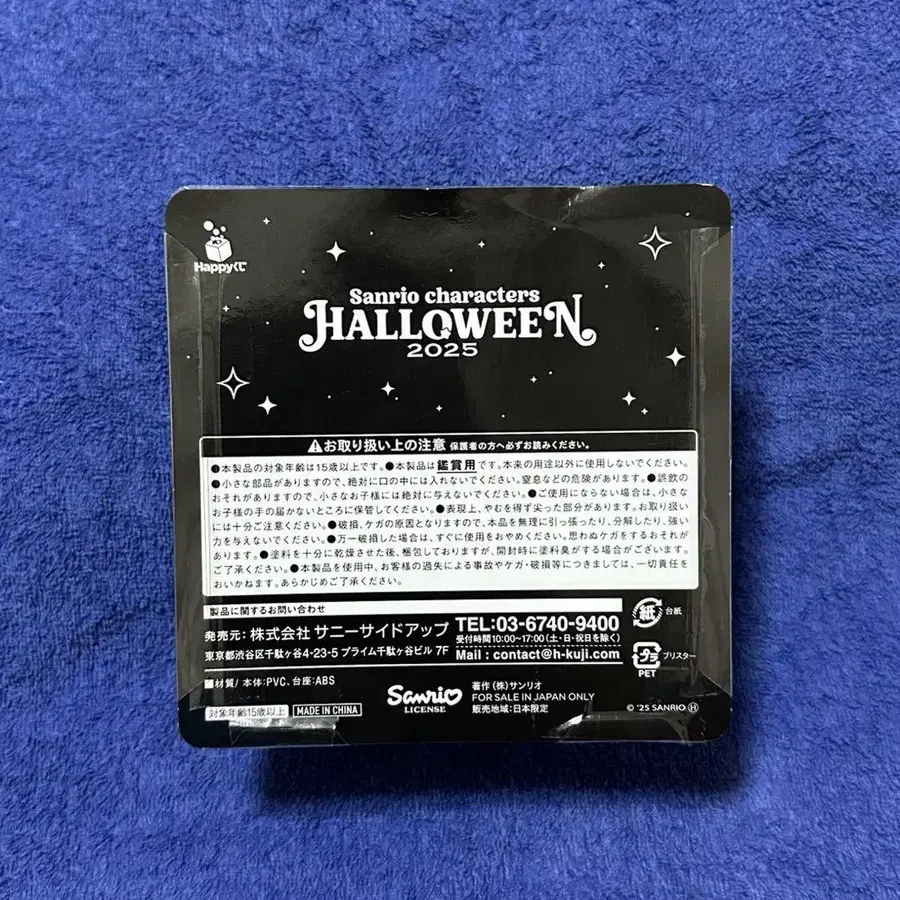 Happyくじ
Sanrio characters
HALLOWEEN
2025
⚠お取り扱い上の注意 保護者の方へ必ずお読みください。
●本製品の対象年齢は15歳以上です。●本製品は鑑賞用です。本来の用途以外に使用しないでください。
●小さな部品がありますので、絶対に口の中には入れないでください。窒息などの危険があります。●誤飲の
おそれがありますので、小さなお子様には絶対に与えないでください。●ご使用にならない場合は、小さな
お子様の手の届かないところに保管してください。●表現上、やむを得ず尖った部分があります。お取り扱い
には十分ご注意ください。●破損、ケガの原因となりますので、本品を無理に引っ張ったり、分解したり、強い
力を与えないでください。●万一破損した場合は、すぐに使用をおやめください。思わぬケガをするおそれが
あります。●塗料を十分に乾燥させた後、梱包しておりますが、開封時に塗料臭がする場合がございます。
ご了承ください。●本製品を使用中、お客様の過失による事故やケガ・破損等につきましては、一切責任を
おいかねます。あらかじめご了承ください。
製品に関するお問い合わせ
発売元:株式会社 サニーサイドアップ
東京都渋谷区千駄ヶ谷4-23-5 プライム千駄ヶ谷ビル 7F
TEL:03-6740-9400
受付時間10:00~17:00(土・日・祝日を除く)
Mail : contact@h-kuji.com
紙 台紙
プラ ブリスター
PET
■材質/ 本体:PVC、台座:ABS
対象年齢15歳以上
MADE IN CHINA
Sanrio
LICENSE
著作 (株)サンリオ
FOR SALE IN JAPAN ONLY
販売地域:日本限定
© '25 SANRIO Ⓗ